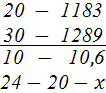 20 – 1183
30 – 1289
10 – 10,6
24 – 20 – x